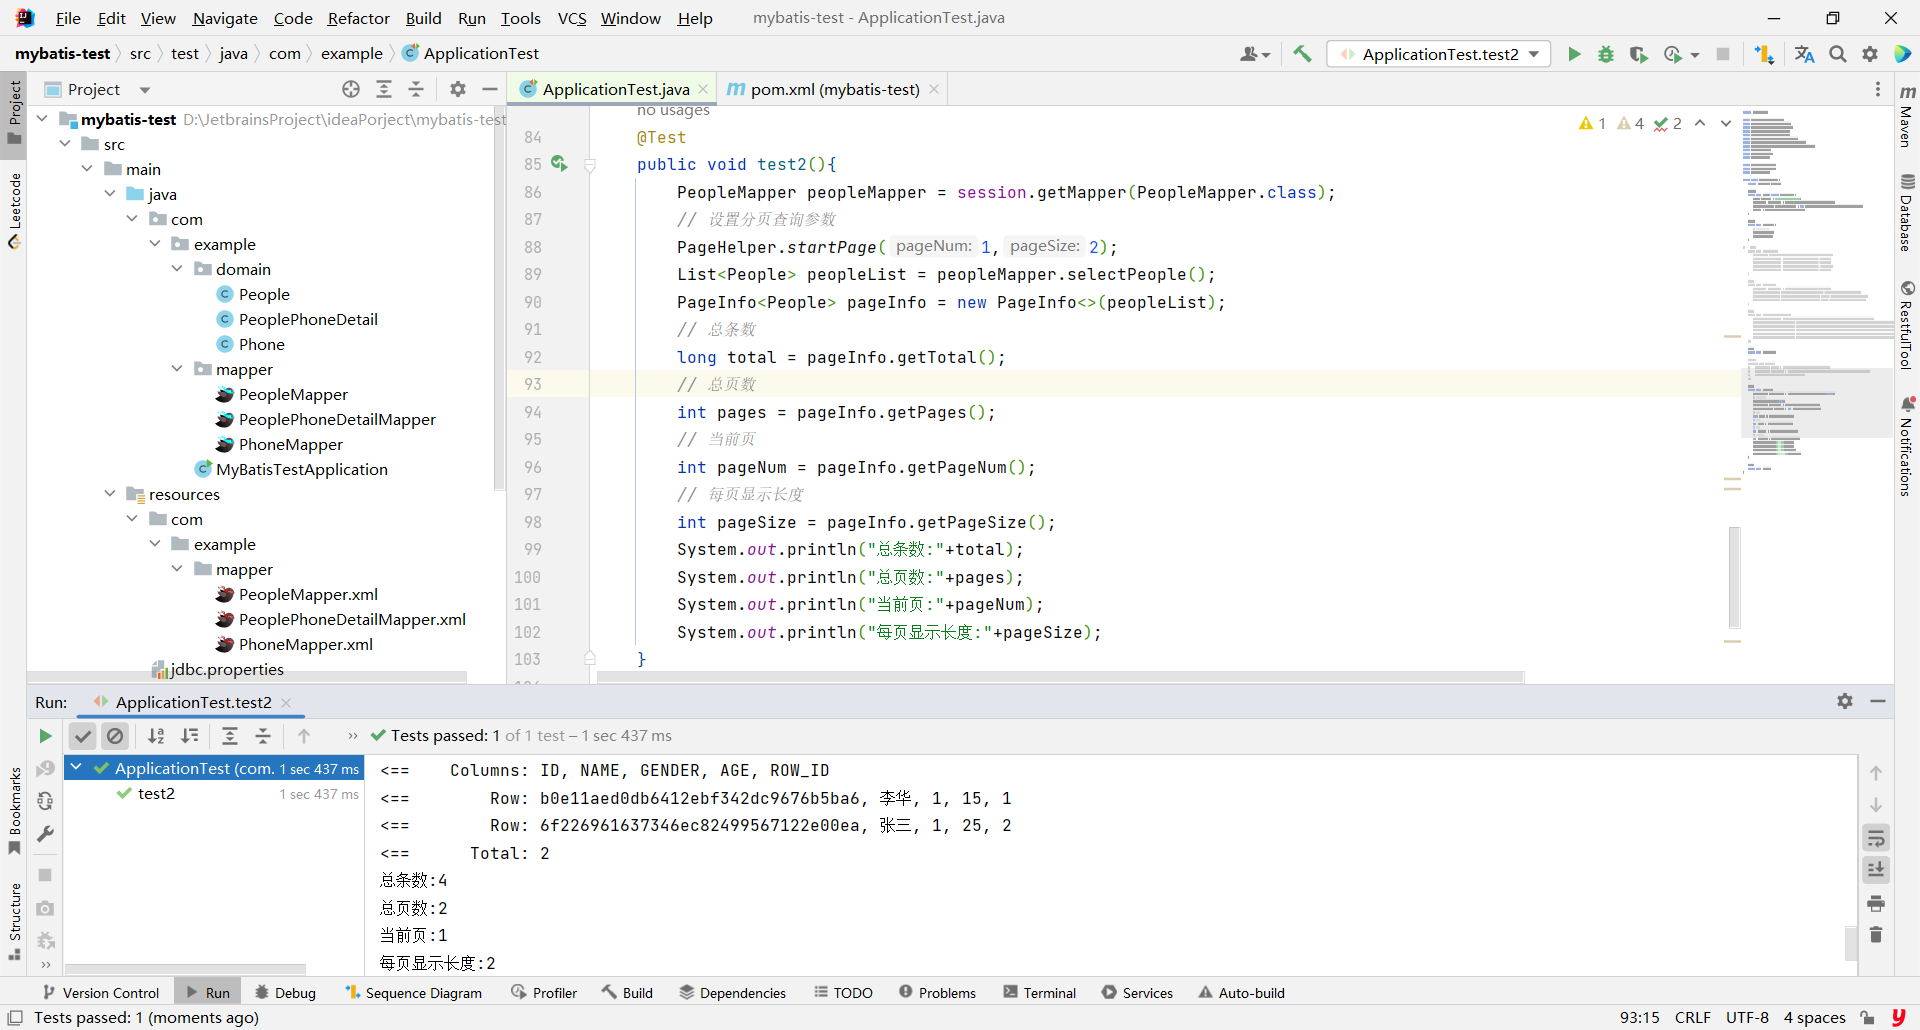 File Edit View Navigate Code Refactor Build Run Tools VCS Window Help mybatis-test - ApplicationTest.java
mybatis-test src test java com example ApplicationTest ApplicationTest.test2
Project
ApplicationTest.java pom.xml (mybatis-test)
mybatis-test D:\JetbrainsProject\ideaPorject\mybatis-test
src
main
java
com
example
domain
People
PeoplePhoneDetail
Phone
mapper
PeopleMapper
PeoplePhoneDetailMapper
PhoneMapper
MyBatisTestApplication
resources
com
example
mapper
PeopleMapper.xml
PeoplePhoneDetailMapper.xml
PhoneMapper.xml
jdbc.properties
Project
Leetcode
Bookmarks
Structure
no usages
1 4 2
84 @Test
85 public void test2(){
86 PeopleMapper peopleMapper = session.getMapper(PeopleMapper.class);
87 // 设置分页查询参数
88 PageHelper.startPage( pageNum: 1, pageSize: 2);
89 List<People> peopleList = peopleMapper.selectPeople();
90 PageInfo<People> pageInfo = new PageInfo<>(peopleList);
91 // 总条数
92 long total = pageInfo.getTotal();
93 // 总页数
94 int pages = pageInfo.getPages();
95 // 当前页
96 int pageNum = pageInfo.getPageNum();
97 // 每页显示长度
98 int pageSize = pageInfo.getPageSize();
99 System.out.println("总条数:"+total);
100 System.out.println("总页数:"+pages);
101 System.out.println("当前页:"+pageNum);
102 System.out.println("每页显示长度:"+pageSize);
103 }
Maven
Database
RestfulTool
Notifications
Run: ApplicationTest.test2
Tests passed: 1 of 1 test – 1 sec 437 ms
ApplicationTest (com. 1 sec 437 ms
test2 1 sec 437 ms
<== Columns: ID, NAME, GENDER, AGE, ROW_ID
<== Row: b0e11aed0db6412ebf342dc9676b5ba6, 李华, 1, 15, 1
<== Row: 6f226961637346ec82499567122e00ea, 张三, 1, 25, 2
<== Total: 2
总条数:4
总页数:2
当前页:1
每页显示长度:2
Version Control Run Debug Sequence Diagram Profiler Build Dependencies TODO Problems Terminal Services Auto-build
Tests passed: 1 (moments ago) 93:15 CRLF UTF-8 4 spaces